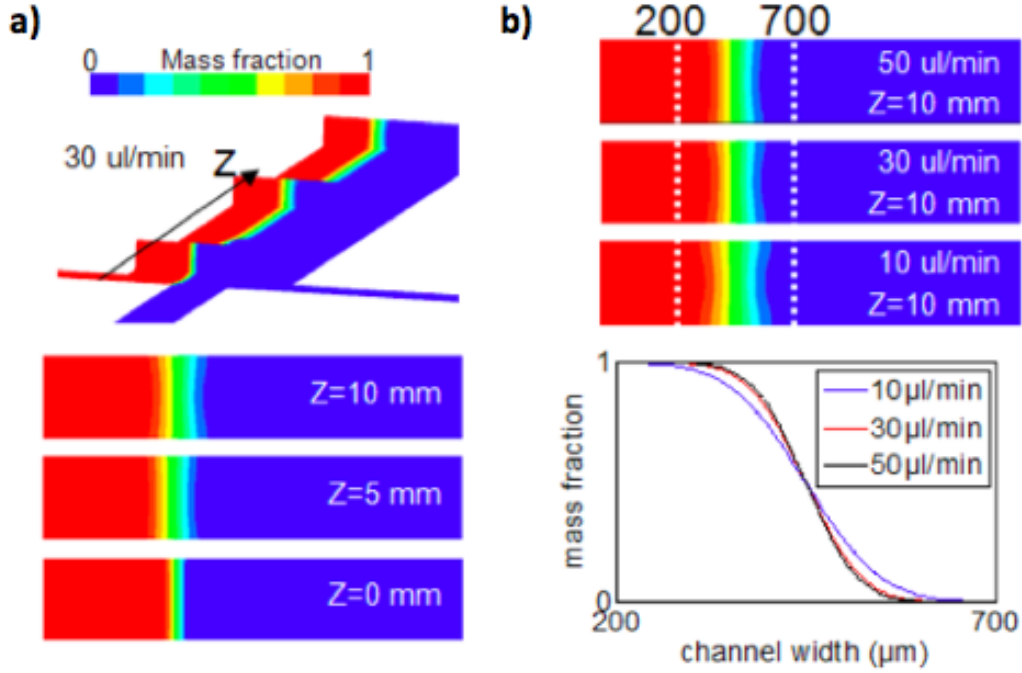 a)
0 Mass fraction 1
30 ul/min Z
Z=10 mm
Z=5 mm
Z=0 mm
b)
200 700
50 ul/min
Z=10 mm
30 ul/min
Z=10 mm
10 ul/min
Z=10 mm
1
10µl/min
30µl/min
50µl/min
mass fraction
0
200 700
channel width (µm)